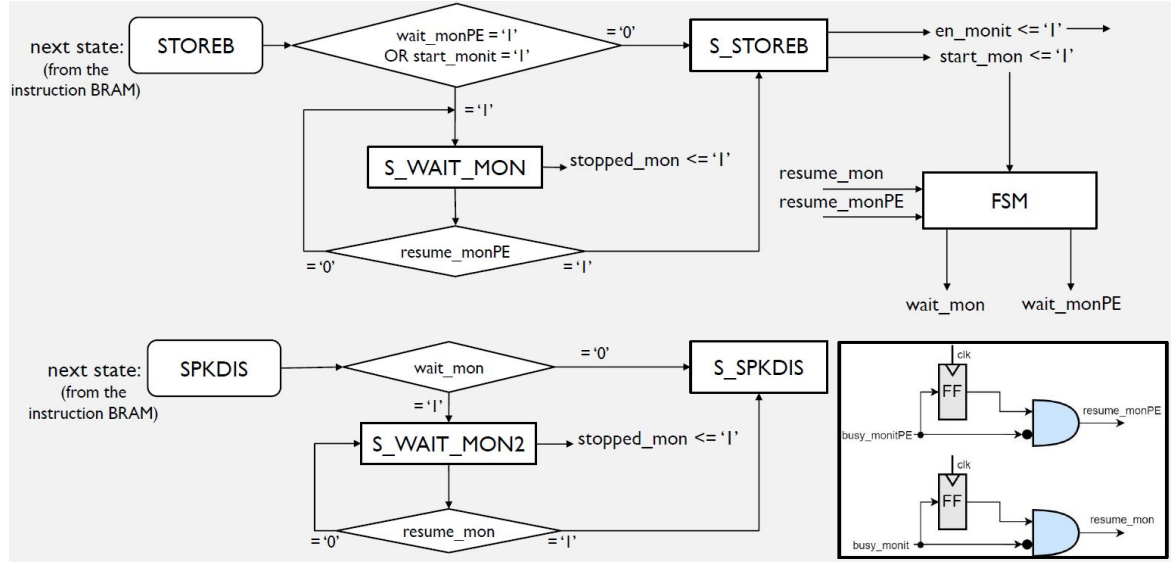 next state:
(from the
instruction BRAM)
STOREB
wait_monPE = ‘1’
OR start_monit = ‘1’
= ‘0’
S_STOREB
en_monit <= ‘1’
start_mon <= ‘1’
= ‘1’
S_WAIT_MON
stopped_mon <= ‘1’
resume_monPE
= ‘0’
= ‘1’
resume_mon
resume_monPE
FSM
wait_mon
wait_monPE
next state:
(from the
instruction BRAM)
SPKDIS
wait_mon
= ‘0’
S_SPKDIS
= ‘1’
S_WAIT_MON2
stopped_mon <= ‘1’
resume_mon
= ‘0’
= ‘1’
clk
FF
resume_monPE
busy_monitPE
clk
FF
resume_mon
busy_monit